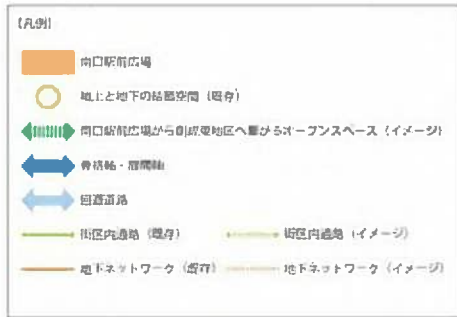 (凡例)
南口駅前広場
地上と地下の結節空間(既存)
南口駅前広場から 東地区へ繋がるオープンスペース(イメージ)
骨格軸・展開軸
回遊道路
街区内通路(既存) 街区内通路(イメージ)
地下ネットワーク(既存) 地下ネットワーク(イメージ)